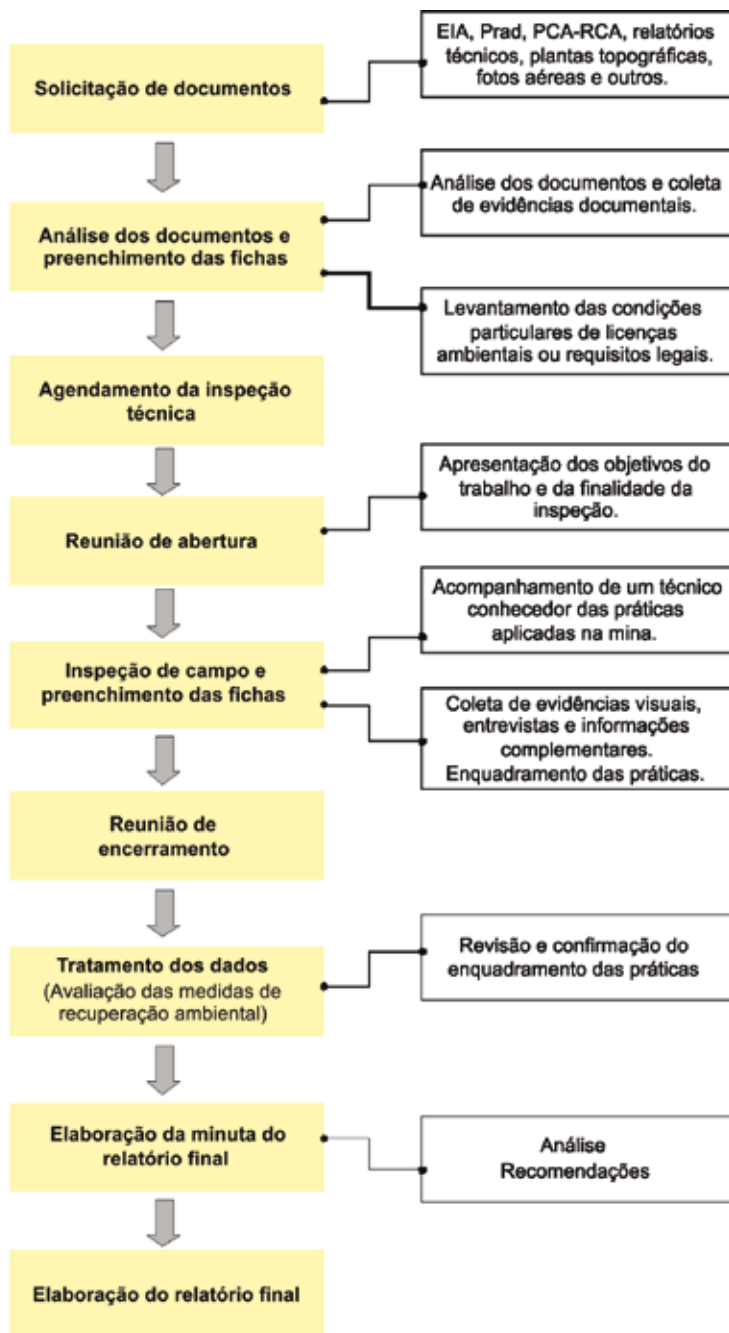 Solicitação de documentos
EIA, Prad, PCA-RCA, relatórios
técnicos, plantas topográficas,
fotos aéreas e outros.
Análise dos documentos e
preenchimento das fichas
Análise dos documentos e coleta
de evidências documentais.
Levantamento das condições
particulares de licenças
ambientais ou requisitos legais.
Agendamento da inspeção
técnica
Reunião de abertura
Apresentação dos objetivos do
trabalho e da finalidade da
inspeção.
Inspeção de campo e
preenchimento das fichas
Acompanhamento de um técnico
conhecedor das práticas
aplicadas na mina.
Coleta de evidências visuais,
entrevistas e informações
complementares.
Enquadramento das práticas.
Reunião de
encerramento
Tratamento dos dados
(Avaliação das medidas de
recuperação ambiental)
Revisão e confirmação do
enquadramento das práticas
Elaboração da minuta do
relatório final
Análise
Recomendações
Elaboração do relatório final